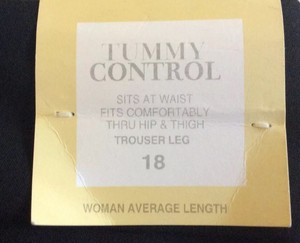 TUMMY
CONTROL
SITS AT WAIST
FITS COMFORTABLY
THRU HIP & THIGH
TROUSER LEG
18
WOMAN AVERAGE LENGTH